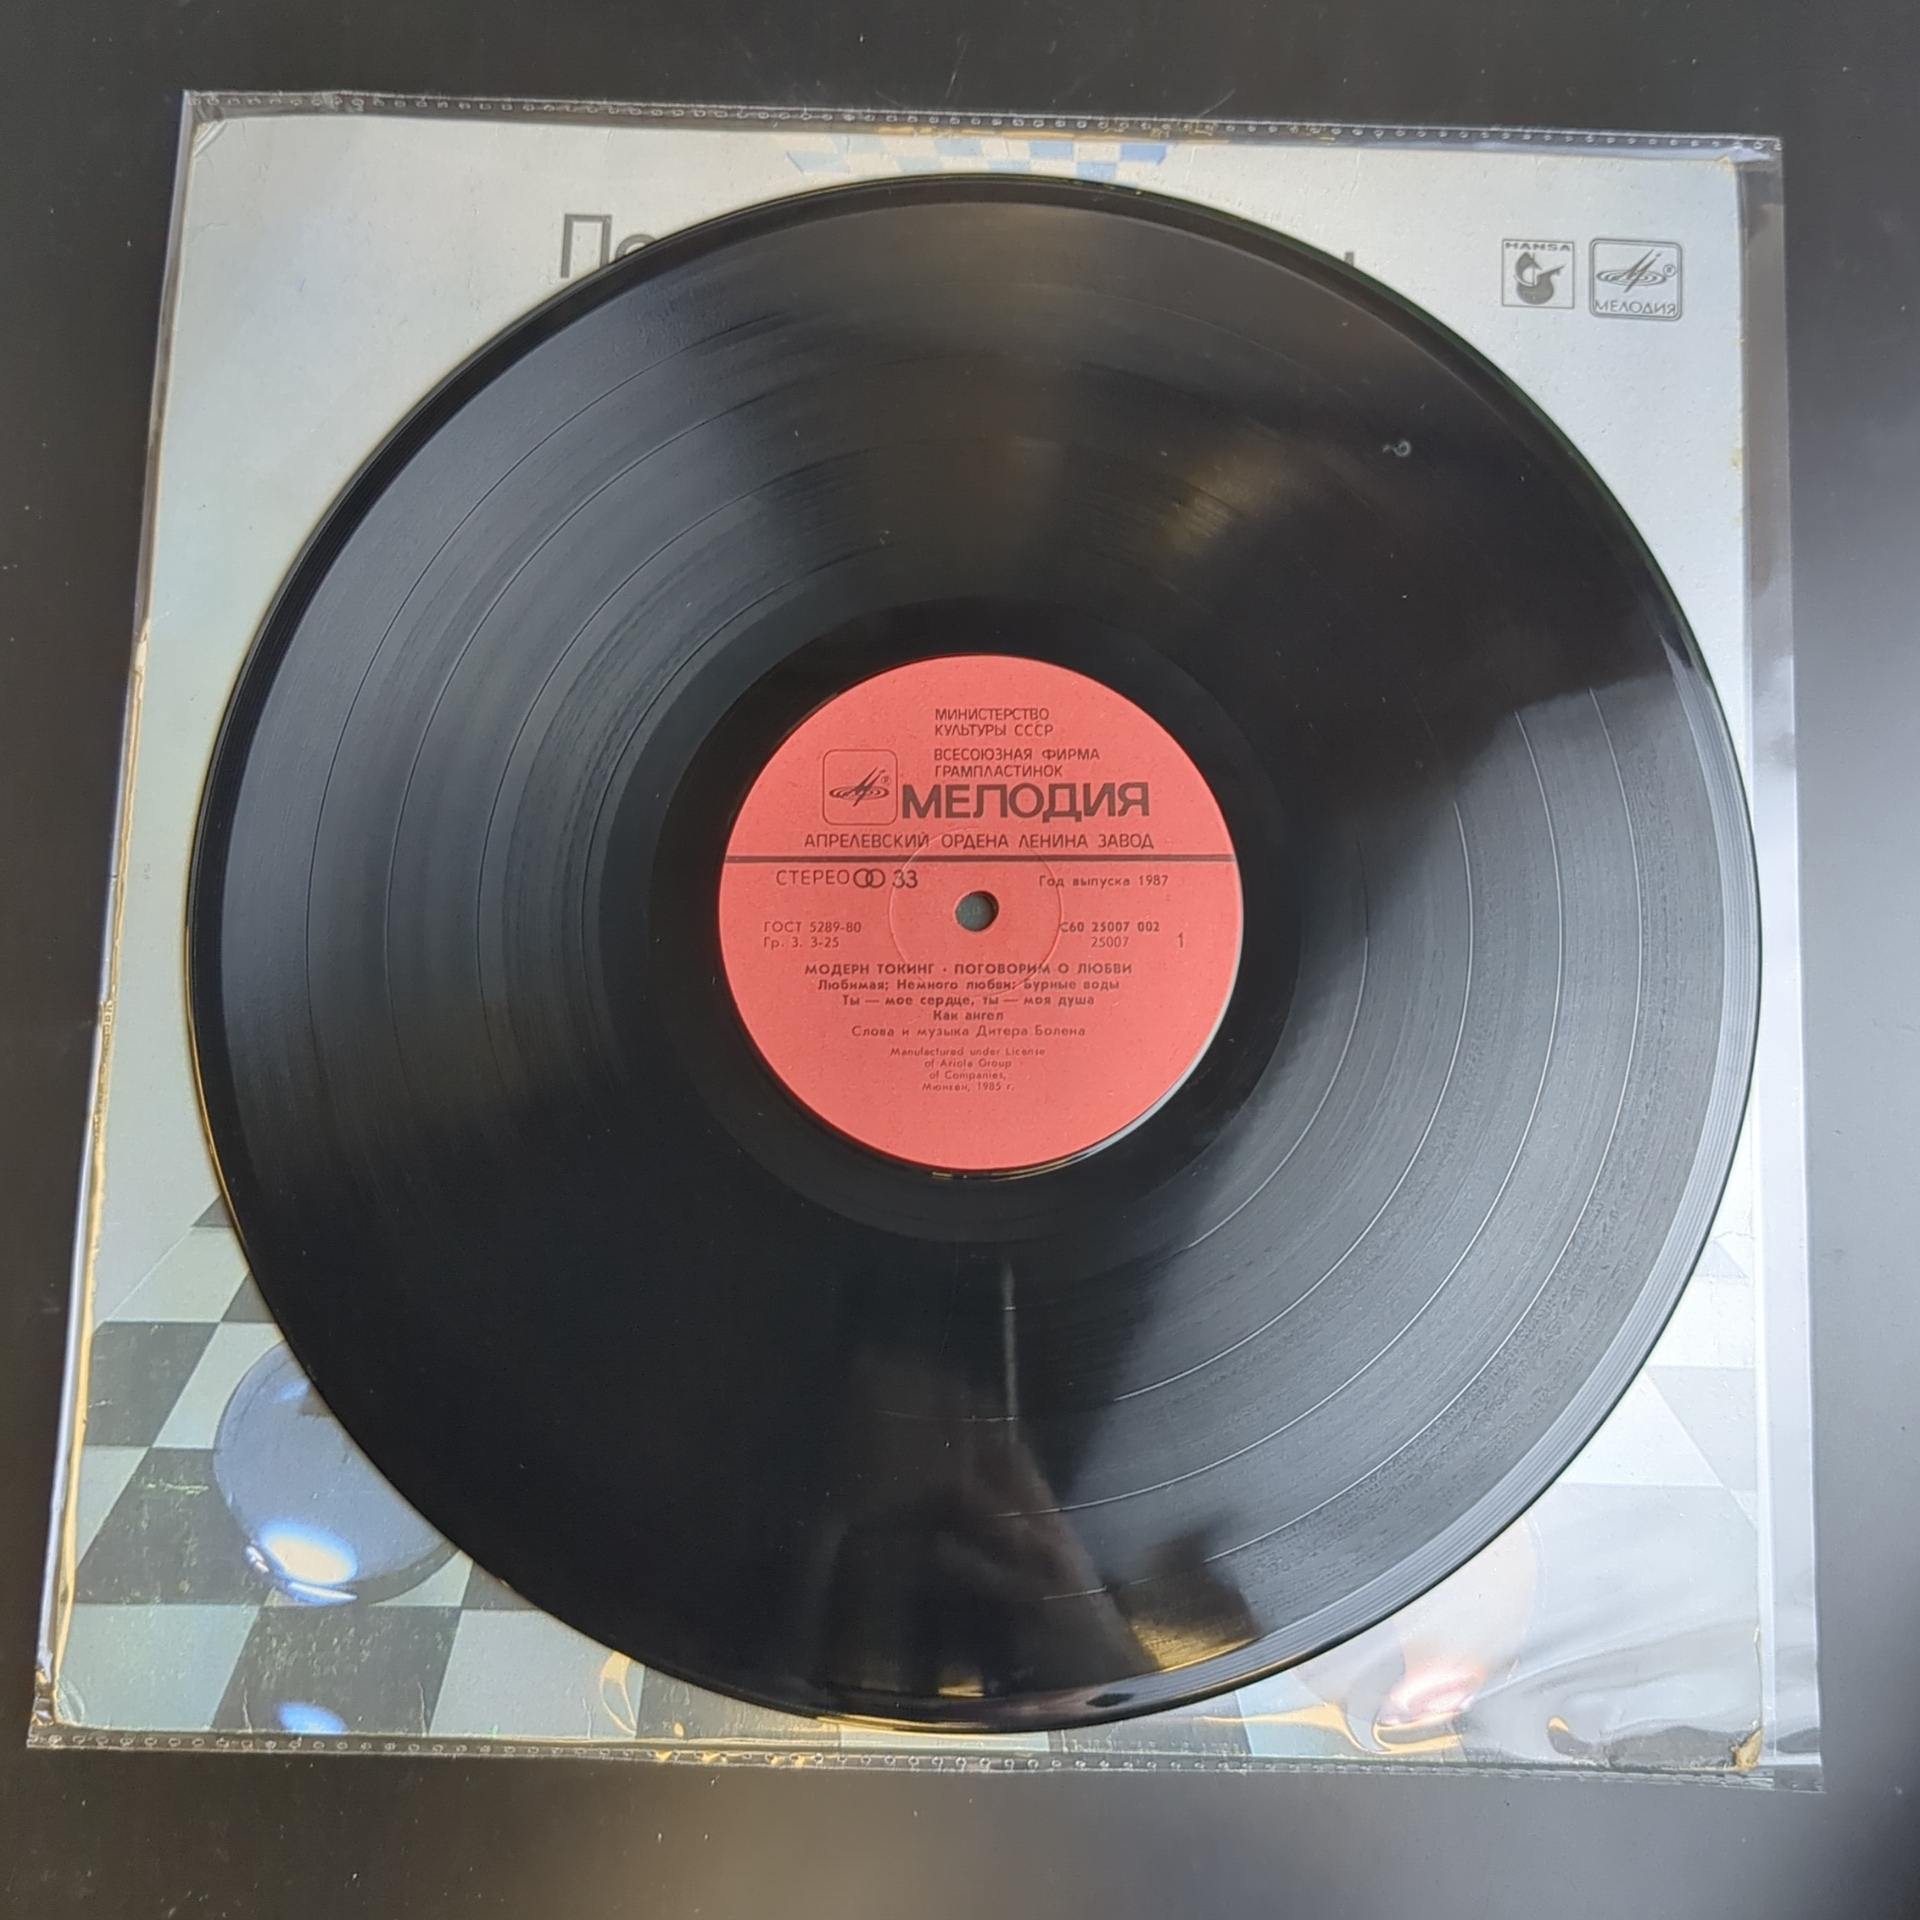 По
HANSA
МЕЛОДИЯ
МИНИСТЕРСТВО
КУЛЬТУРЫ СССР
ВСЕСОЮЗНАЯ ФИРМА
ГРАМПЛАСТИНОК
МЕЛОДИЯ
АПРЕЛЕВСКИЙ ОРДЕНА ЛЕНИНА ЗАВОД
СТЕРЕО 33 Год выпуска 1987
ГОСТ 5289-80 С60 25007 002
Гр. 3. 3-25 25007 1
МОДЕРН ТОКИНГ · ПОГОВОРИМ О ЛЮБВИ
Любимая; Немного любви; Бурные воды
Ты — мое сердце, ты — моя душа
Как ангел
Слова и музыка Дитера Болена
Manufactured under License
of Ariola Group
of Companies,
Мюнхен, 1985 г.